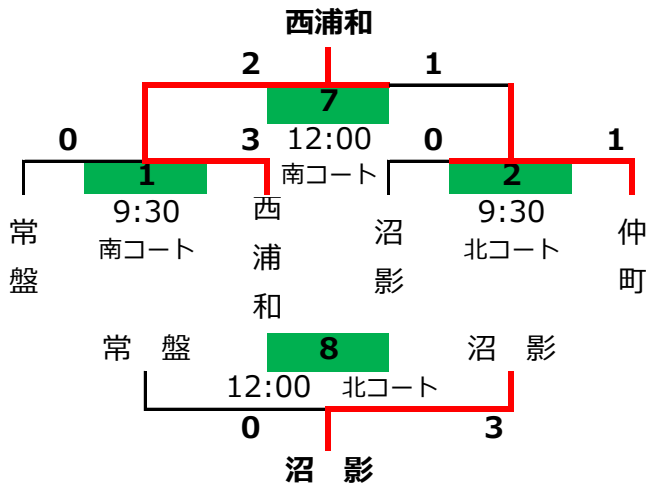 西浦和
2 1
7
0 3 12:00 0 1
1 南コート 2
9:30 9:30
南コート 北コート
常盤 西浦和 沼影 仲町
常 盤 8 沼 影
12:00 北コート
0 3
沼 影